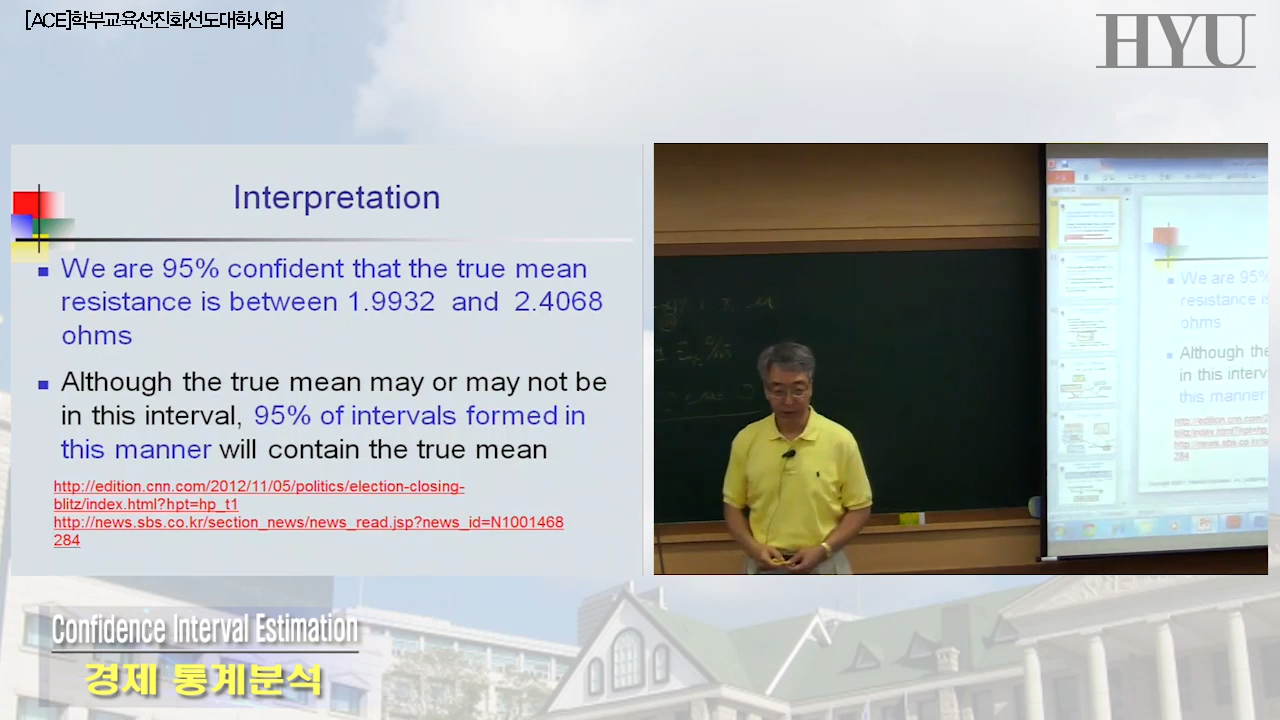 [ACE]학부교육선진화선도대학사업
HYU
Interpretation
We are 95% confident that the true mean
resistance is between 1.9932 and 2.4068
ohms
Although the true mean may or may not be
in this interval, 95% of intervals formed in
this manner will contain the true mean
http://edition.cnn.com/2012/11/05/politics/election-closing-
blitz/index.html?hpt=hp_t1
http://news.sbs.co.kr/section_news/news_read.jsp?news_id=N1001468
284
We are 95%
resistance is
ohms
Although the
in this interv
this manner
284
Confidence Interval Estimation
경제 통계분석